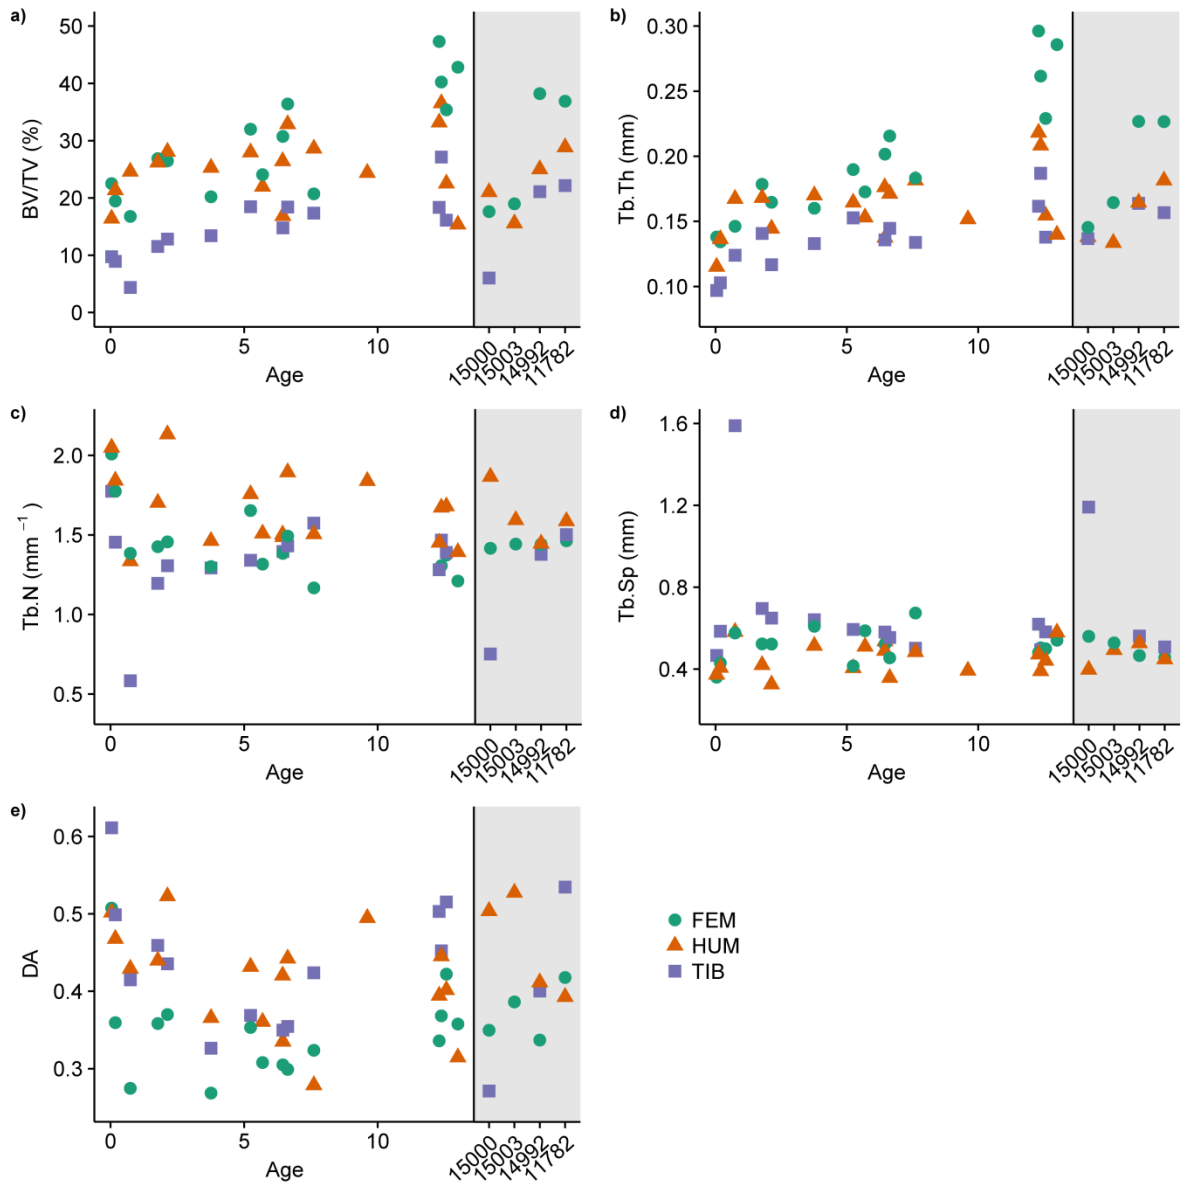 a)
50
40
30
20
10
0
BV/TV (%)
0 5 10 15000 15003 14992 11782
Age
b)
0.30
0.25
0.20
0.15
0.10
Tb.Th (mm)
0 5 10 15000 15003 14992 11782
Age
c)
2.0
1.5
1.0
0.5
Tb.N (mm⁻¹)
0 5 10 15000 15003 14992 11782
Age
d)
1.6
1.2
0.8
0.4
Tb.Sp (mm)
0 5 10 15000 15003 14992 11782
Age
e)
0.6
0.5
0.4
0.3
DA
0 5 10 15000 15003 14992 11782
Age
FEM
HUM
TIB